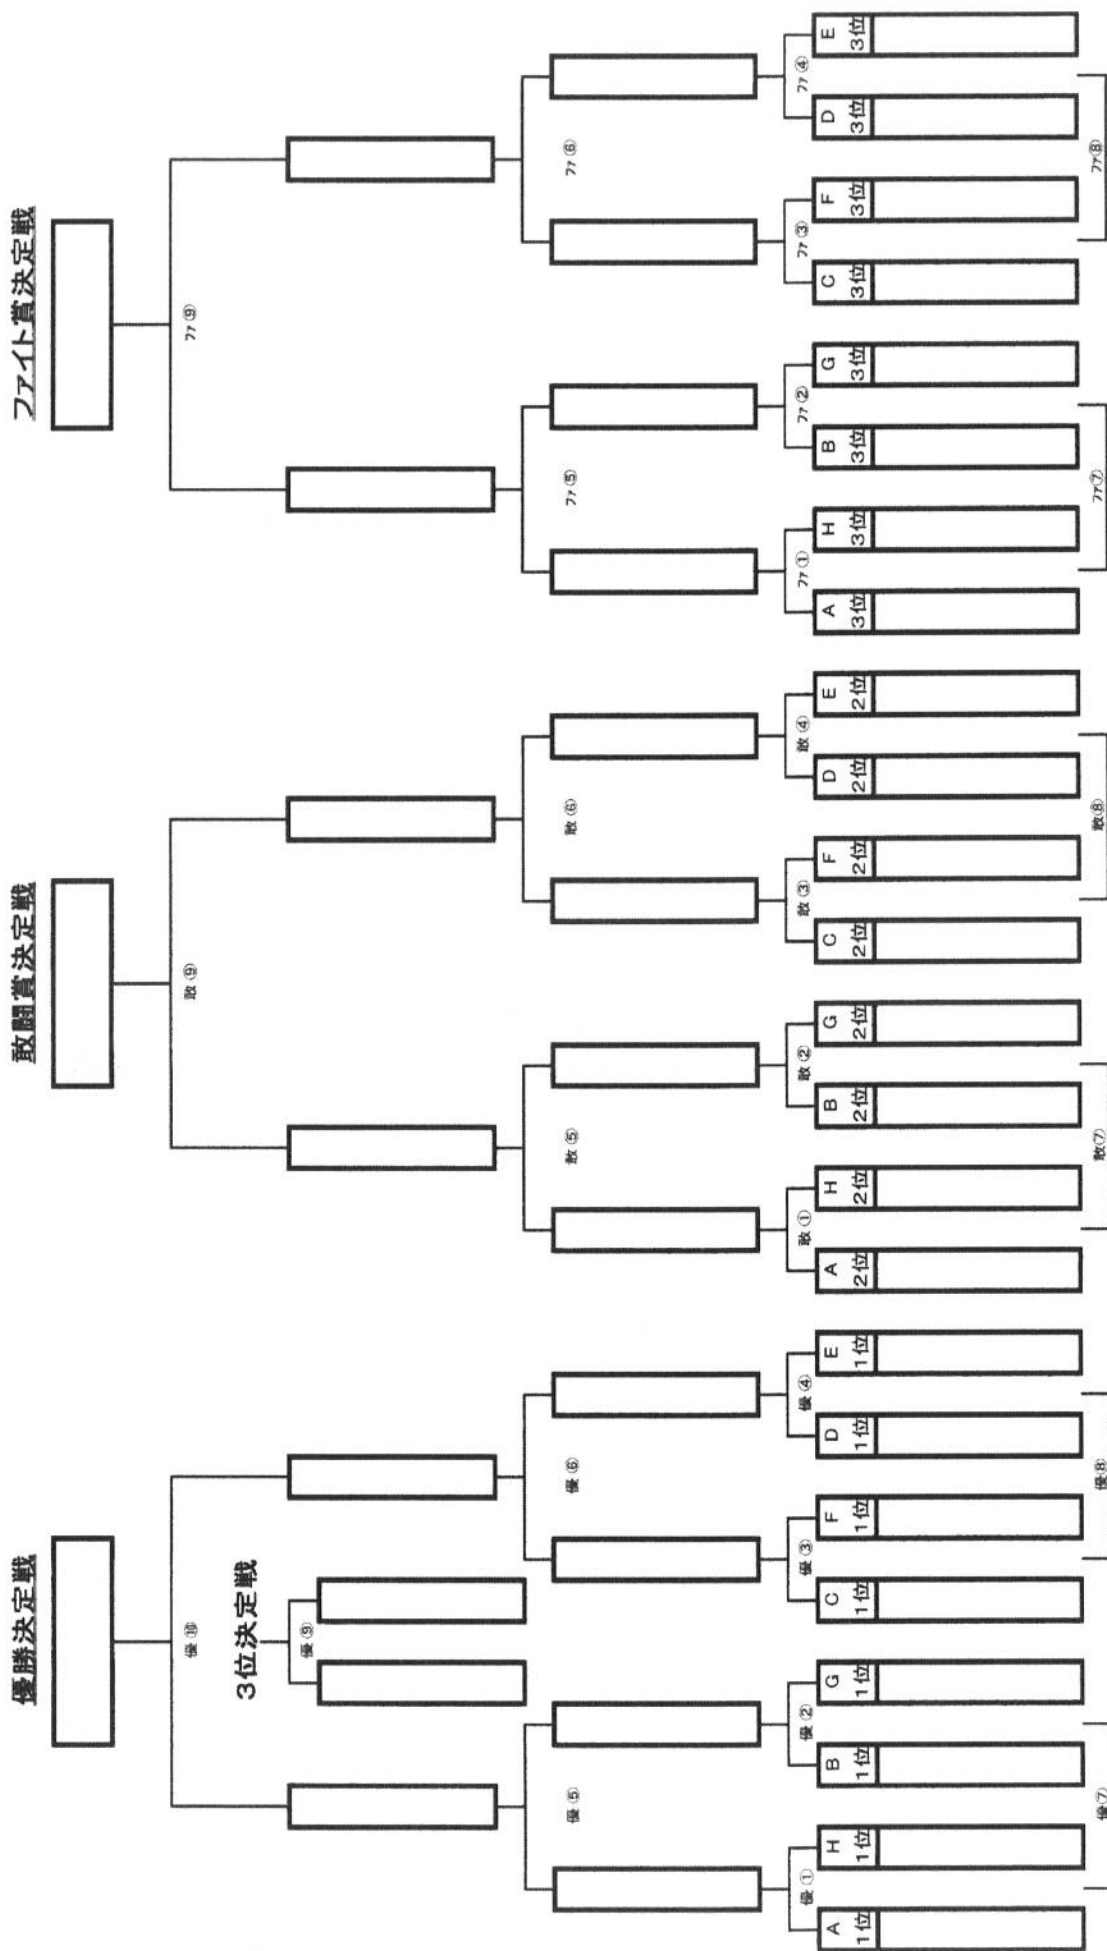 優勝決定戦
優⑩
3位決定戦
優⑨
優⑤
優⑥
優①
優②
優③
優④
A
1位
H
1位
B
1位
G
1位
C
1位
F
1位
D
1位
E
1位
優⑦
優⑧
敢闘賞決定戦
敢⑨
敢⑤
敢⑥
敢①
敢②
敢③
敢④
A
2位
H
2位
B
2位
G
2位
C
2位
F
2位
D
2位
E
2位
敢⑦
敢⑧
ファイト賞決定戦
ファ⑨
ファ⑤
ファ⑥
ファ①
ファ②
ファ③
ファ④
A
3位
H
3位
B
3位
G
3位
C
3位
F
3位
D
3位
E
3位
ファ⑦
ファ⑧